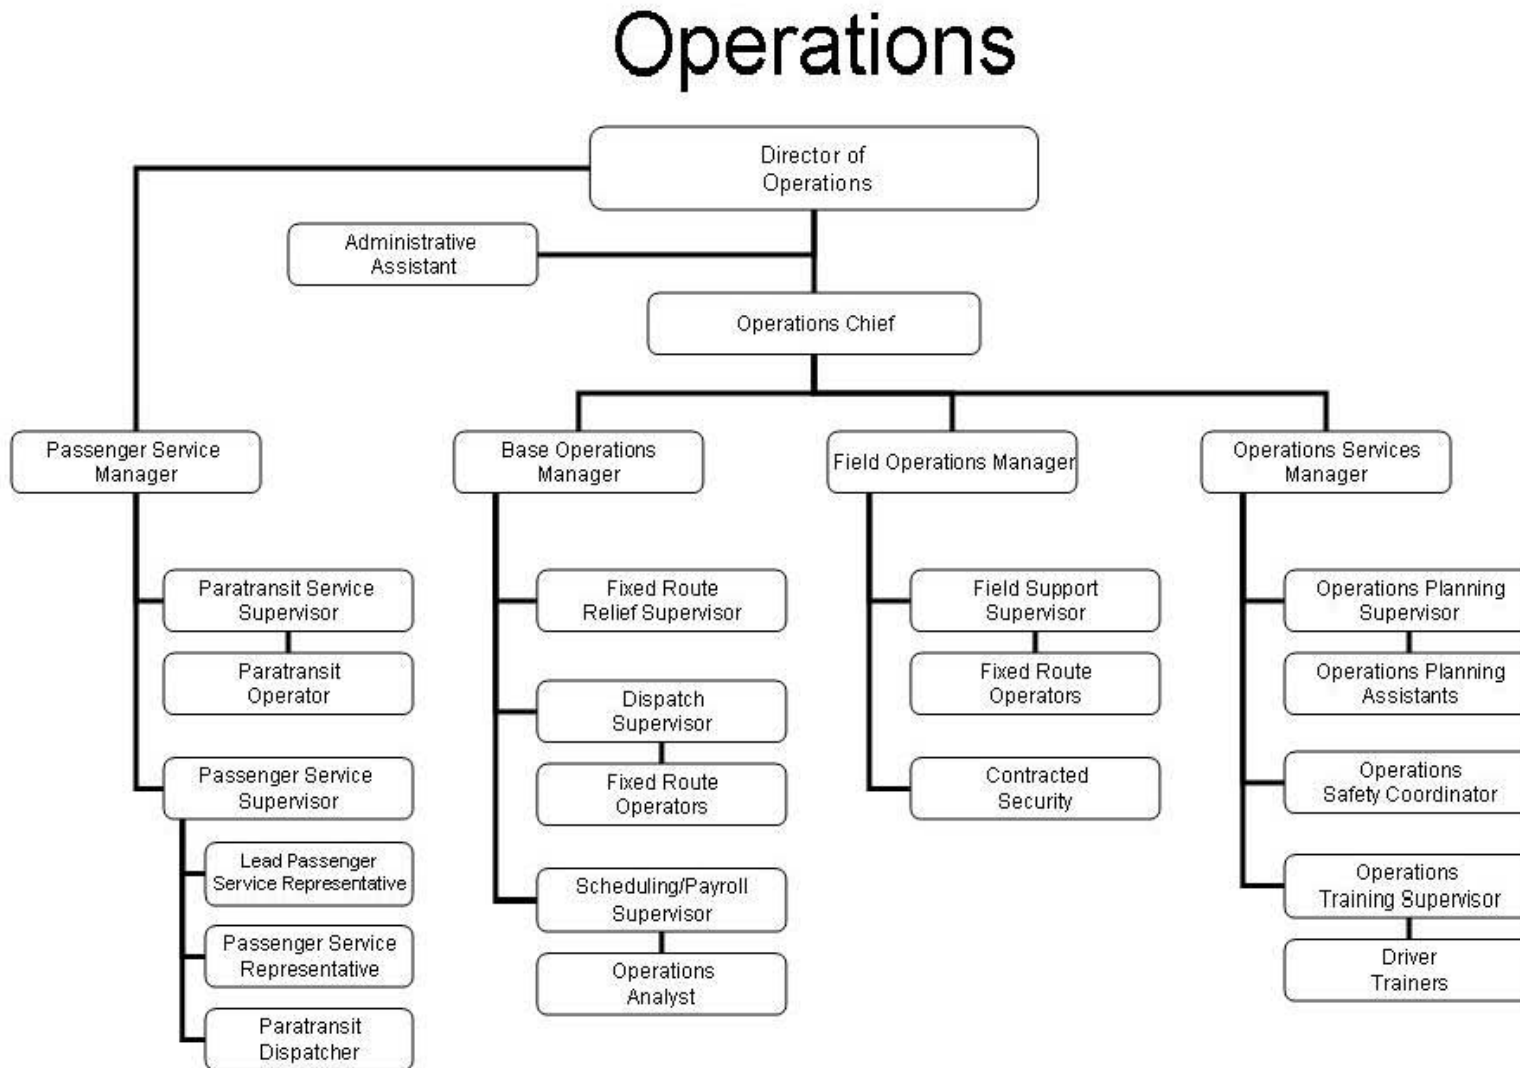 Operations
Director of
Operations
Administrative
Assistant
Operations Chief
Passenger Service
Manager
Base Operations
Manager
Field Operations Manager
Operations Services
Manager
Paratransit Service
Supervisor
Paratransit
Operator
Passenger Service
Supervisor
Lead Passenger
Service Representative
Passenger Service
Representative
Paratransit
Dispatcher
Fixed Route
Relief Supervisor
Dispatch
Supervisor
Fixed Route
Operators
Scheduling/Payroll
Supervisor
Operations
Analyst
Field Support
Supervisor
Fixed Route
Operators
Contracted
Security
Operations Planning
Supervisor
Operations Planning
Assistants
Operations
Safety Coordinator
Operations
Training Supervisor
Driver
Trainers